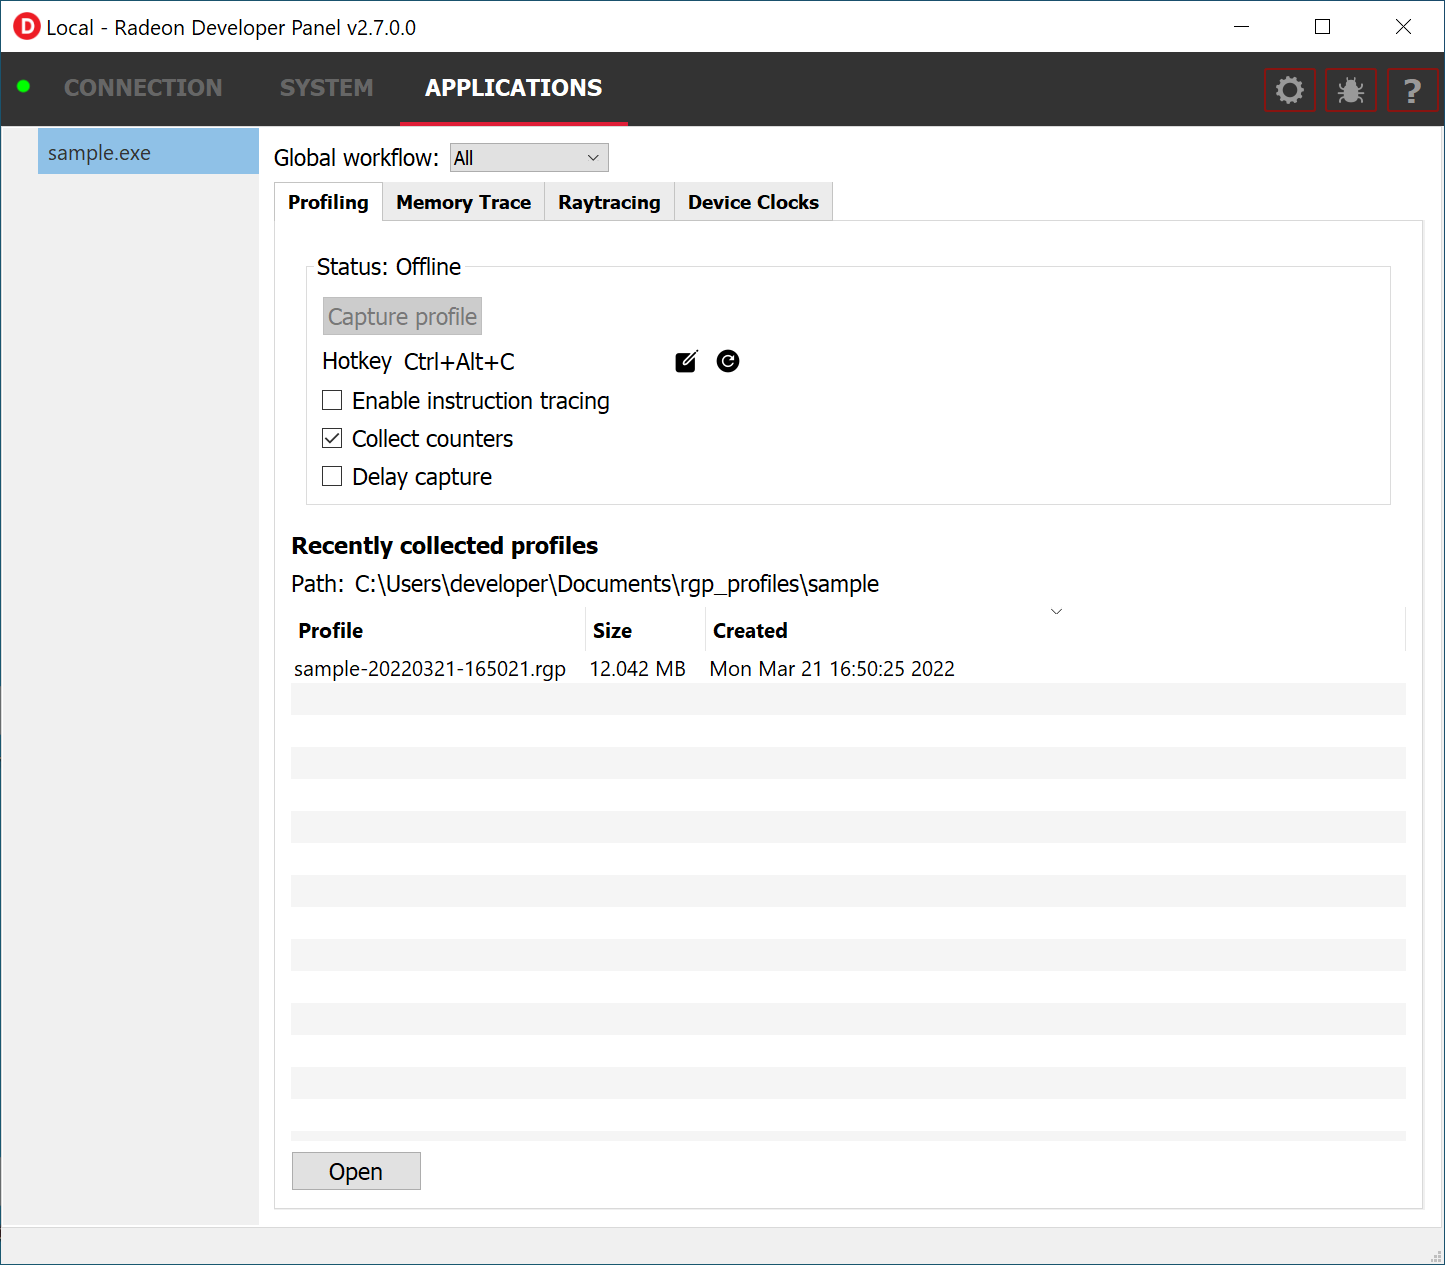 D Local - Radeon Developer Panel v2.7.0.0
CONNECTION SYSTEM APPLICATIONS ?
sample.exe
Global workflow: All
Profiling Memory Trace Raytracing Device Clocks
Status: Offline
Capture profile
Hotkey Ctrl+Alt+C
Enable instruction tracing
Collect counters
Delay capture
Recently collected profiles
Path: C:\Users\developer\Documents\rgp_profiles\sample
Profile Size Created
sample-20220321-165021.rgp 12.042 MB Mon Mar 21 16:50:25 2022
Open